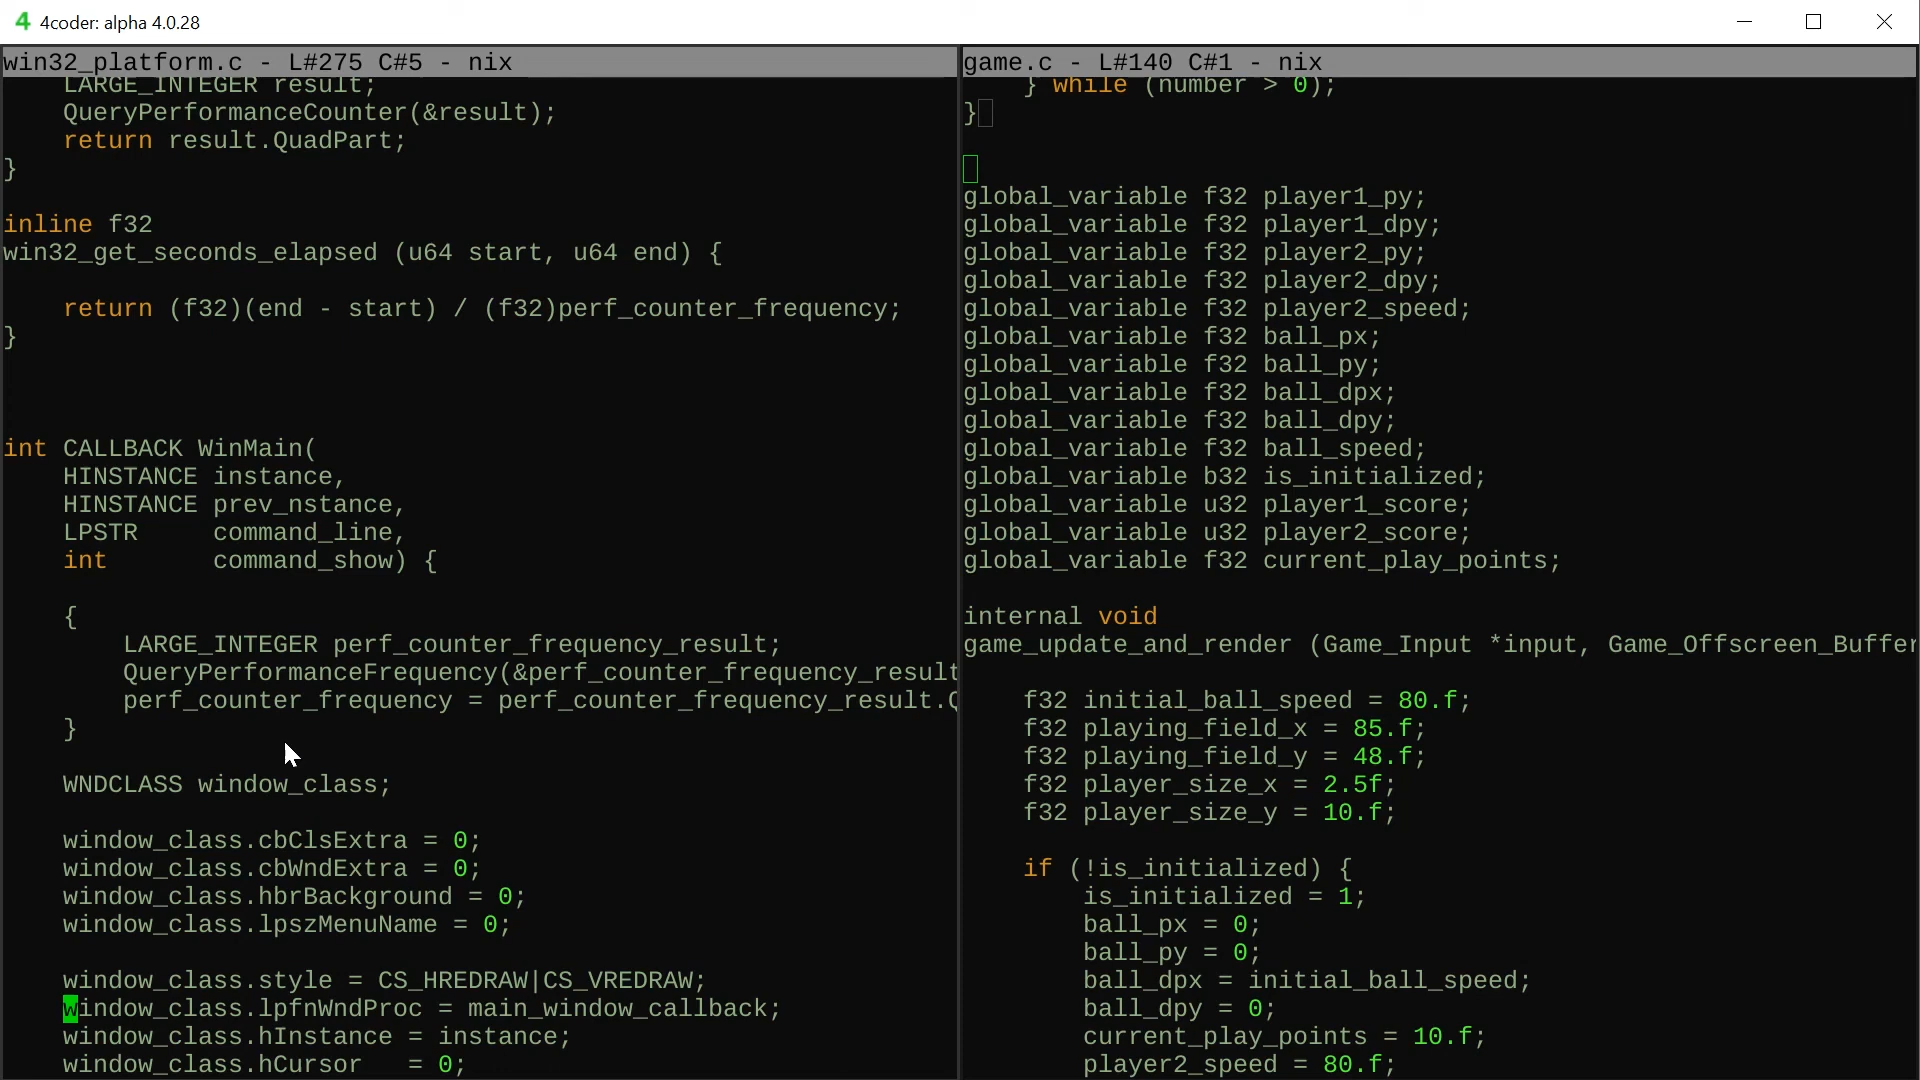 4 4coder: alpha 4.0.28
win32_platform.c - L#275 C#5 - nix
LARGE_INTEGER result;
QueryPerformanceCounter(&result);
return result.QuadPart;
}
inline f32
win32_get_seconds_elapsed (u64 start, u64 end) {
return (f32)(end - start) / (f32)perf_counter_frequency;
}
int CALLBACK WinMain(
HINSTANCE instance,
HINSTANCE prev_nstance,
LPSTR     command_line,
int       command_show) {
{
LARGE_INTEGER perf_counter_frequency_result;
QueryPerformanceFrequency(&perf_counter_frequency_result
perf_counter_frequency = perf_counter_frequency_result.Q
}
WNDCLASS window_class;
window_class.cbClsExtra = 0;
window_class.cbWndExtra = 0;
window_class.hbrBackground = 0;
window_class.lpszMenuName = 0;
window_class.style = CS_HREDRAW|CS_VREDRAW;
window_class.lpfnWndProc = main_window_callback;
window_class.hInstance = instance;
window_class.hCursor   = 0;
game.c - L#140 C#1 - nix
} while (number > 0);
}
global_variable f32 player1_py;
global_variable f32 player1_dpy;
global_variable f32 player2_py;
global_variable f32 player2_dpy;
global_variable f32 player2_speed;
global_variable f32 ball_px;
global_variable f32 ball_py;
global_variable f32 ball_dpx;
global_variable f32 ball_dpy;
global_variable f32 ball_speed;
global_variable b32 is_initialized;
global_variable u32 player1_score;
global_variable u32 player2_score;
global_variable f32 current_play_points;
internal void
game_update_and_render (Game_Input *input, Game_Offscreen_Buffer
f32 initial_ball_speed = 80.f;
f32 playing_field_x = 85.f;
f32 playing_field_y = 48.f;
f32 player_size_x = 2.5f;
f32 player_size_y = 10.f;
if (!is_initialized) {
is_initialized = 1;
ball_px = 0;
ball_py = 0;
ball_dpx = initial_ball_speed;
ball_dpy = 0;
current_play_points = 10.f;
player2_speed = 80.f;